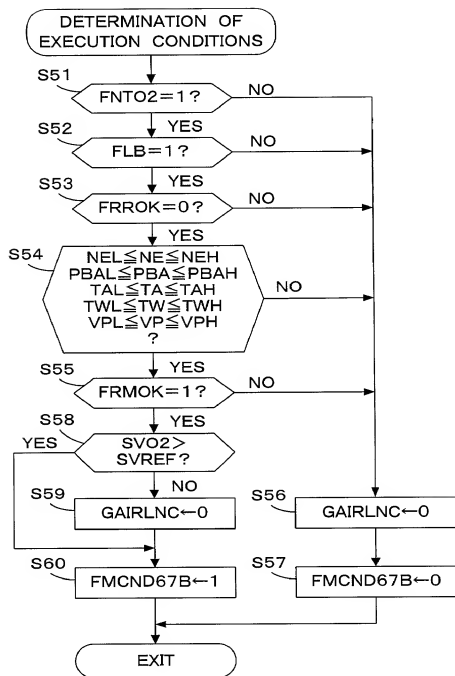 DETERMINATION OF
EXECUTION CONDITIONS
S51
FNTO2=1?
NO
YES
S52
FLB=1?
NO
YES
S53
FRROK=0?
NO
YES
S54
NEL≦NE≦NEH
PBAL≦PBA≦PBAH
TAL≦TA≦TAH
TWL≦TW≦TWH
VPL≦VP≦VPH
?
NO
YES
S55
FRMOK=1?
NO
YES
S58
YES
SVO2>
SVREF?
NO
S59
GAIRLNC←0
S56
GAIRLNC←0
S60
FMCND67B←1
S57
FMCND67B←0
EXIT